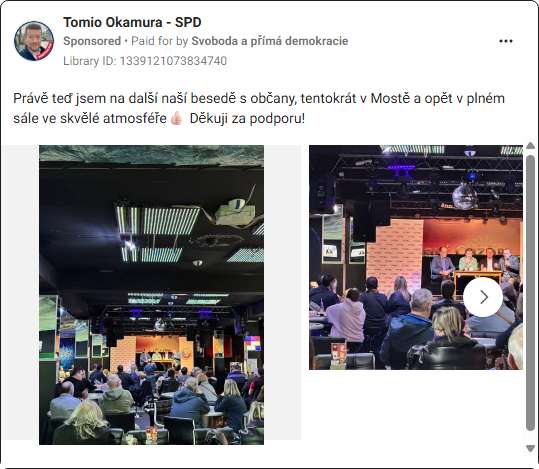 Tomio Okamura - SPD
Sponsored • Paid for by Svoboda a přímá demokracie
Library ID: 1339121073834740
Právě teď jsem na další naší besedě s občany, tentokrát v Mostě a opět v plném
sále ve skvělé atmosféře👍🏻 Děkuji za podporu!